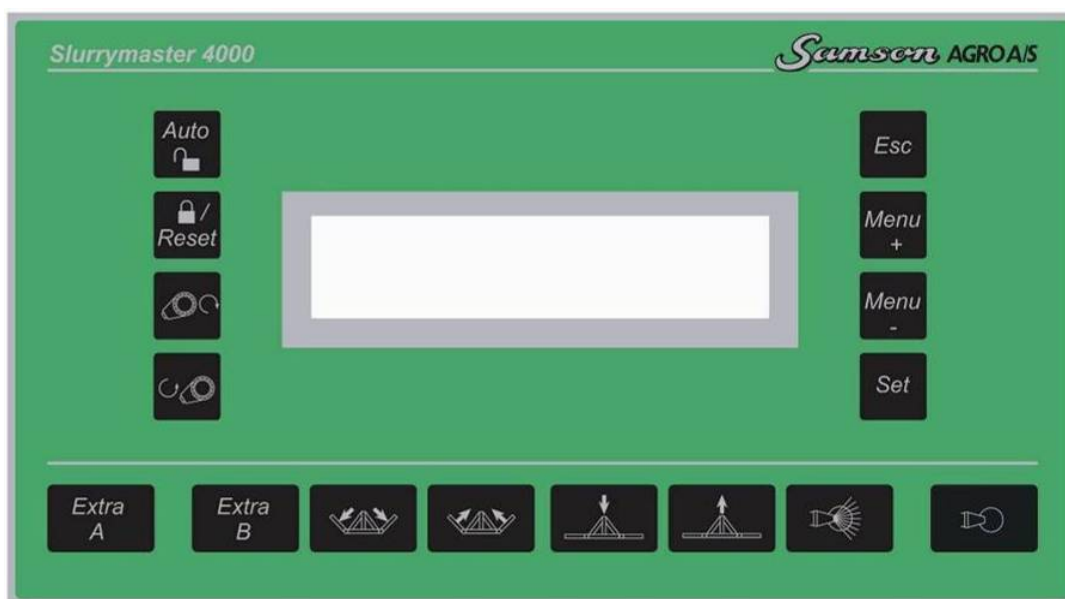 Slurrymaster 4000
Samson AGRO A/S
Auto
/
Reset
Esc
Menu
+
Menu
-
Set
Extra
A
Extra
B